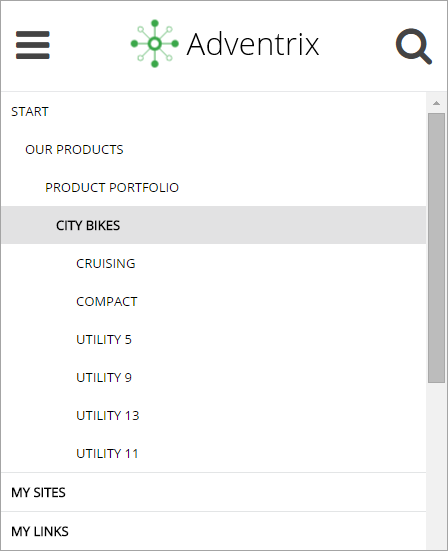 Adventrix
START
OUR PRODUCTS
PRODUCT PORTFOLIO
CITY BIKES
CRUISING
COMPACT
UTILITY 5
UTILITY 9
UTILITY 13
UTILITY 11
MY SITES
MY LINKS